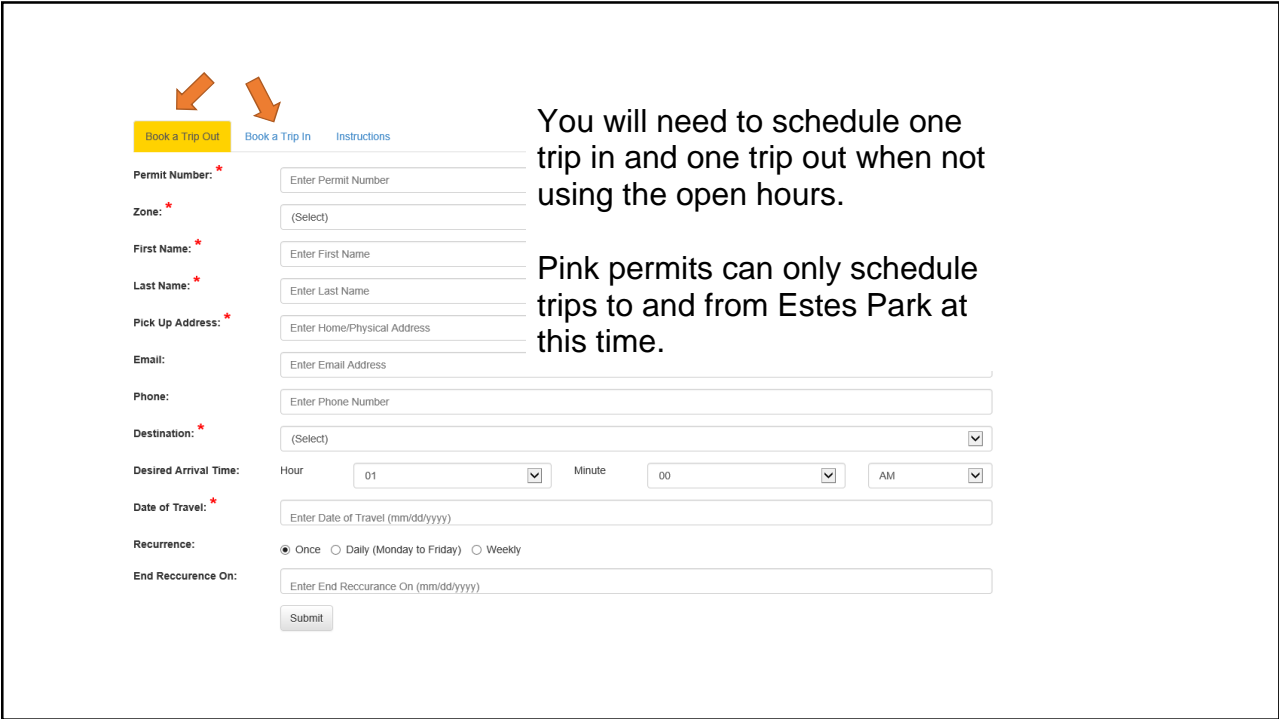 Book a Trip Out Book a Trip In Instructions
You will need to schedule one
trip in and one trip out when not
using the open hours.
Pink permits can only schedule
trips to and from Estes Park at
this time.
Permit Number: * Enter Permit Number
Zone: * (Select)
First Name: * Enter First Name
Last Name: * Enter Last Name
Pick Up Address: * Enter Home/Physical Address
Email: Enter Email Address
Phone: Enter Phone Number
Destination: * (Select)
Desired Arrival Time: Hour 01 Minute 00 AM
Date of Travel: * Enter Date of Travel (mm/dd/yyyy)
Recurrence: Once Daily (Monday to Friday) Weekly
End Reccurence On: Enter End Reccurance On (mm/dd/yyyy)
Submit